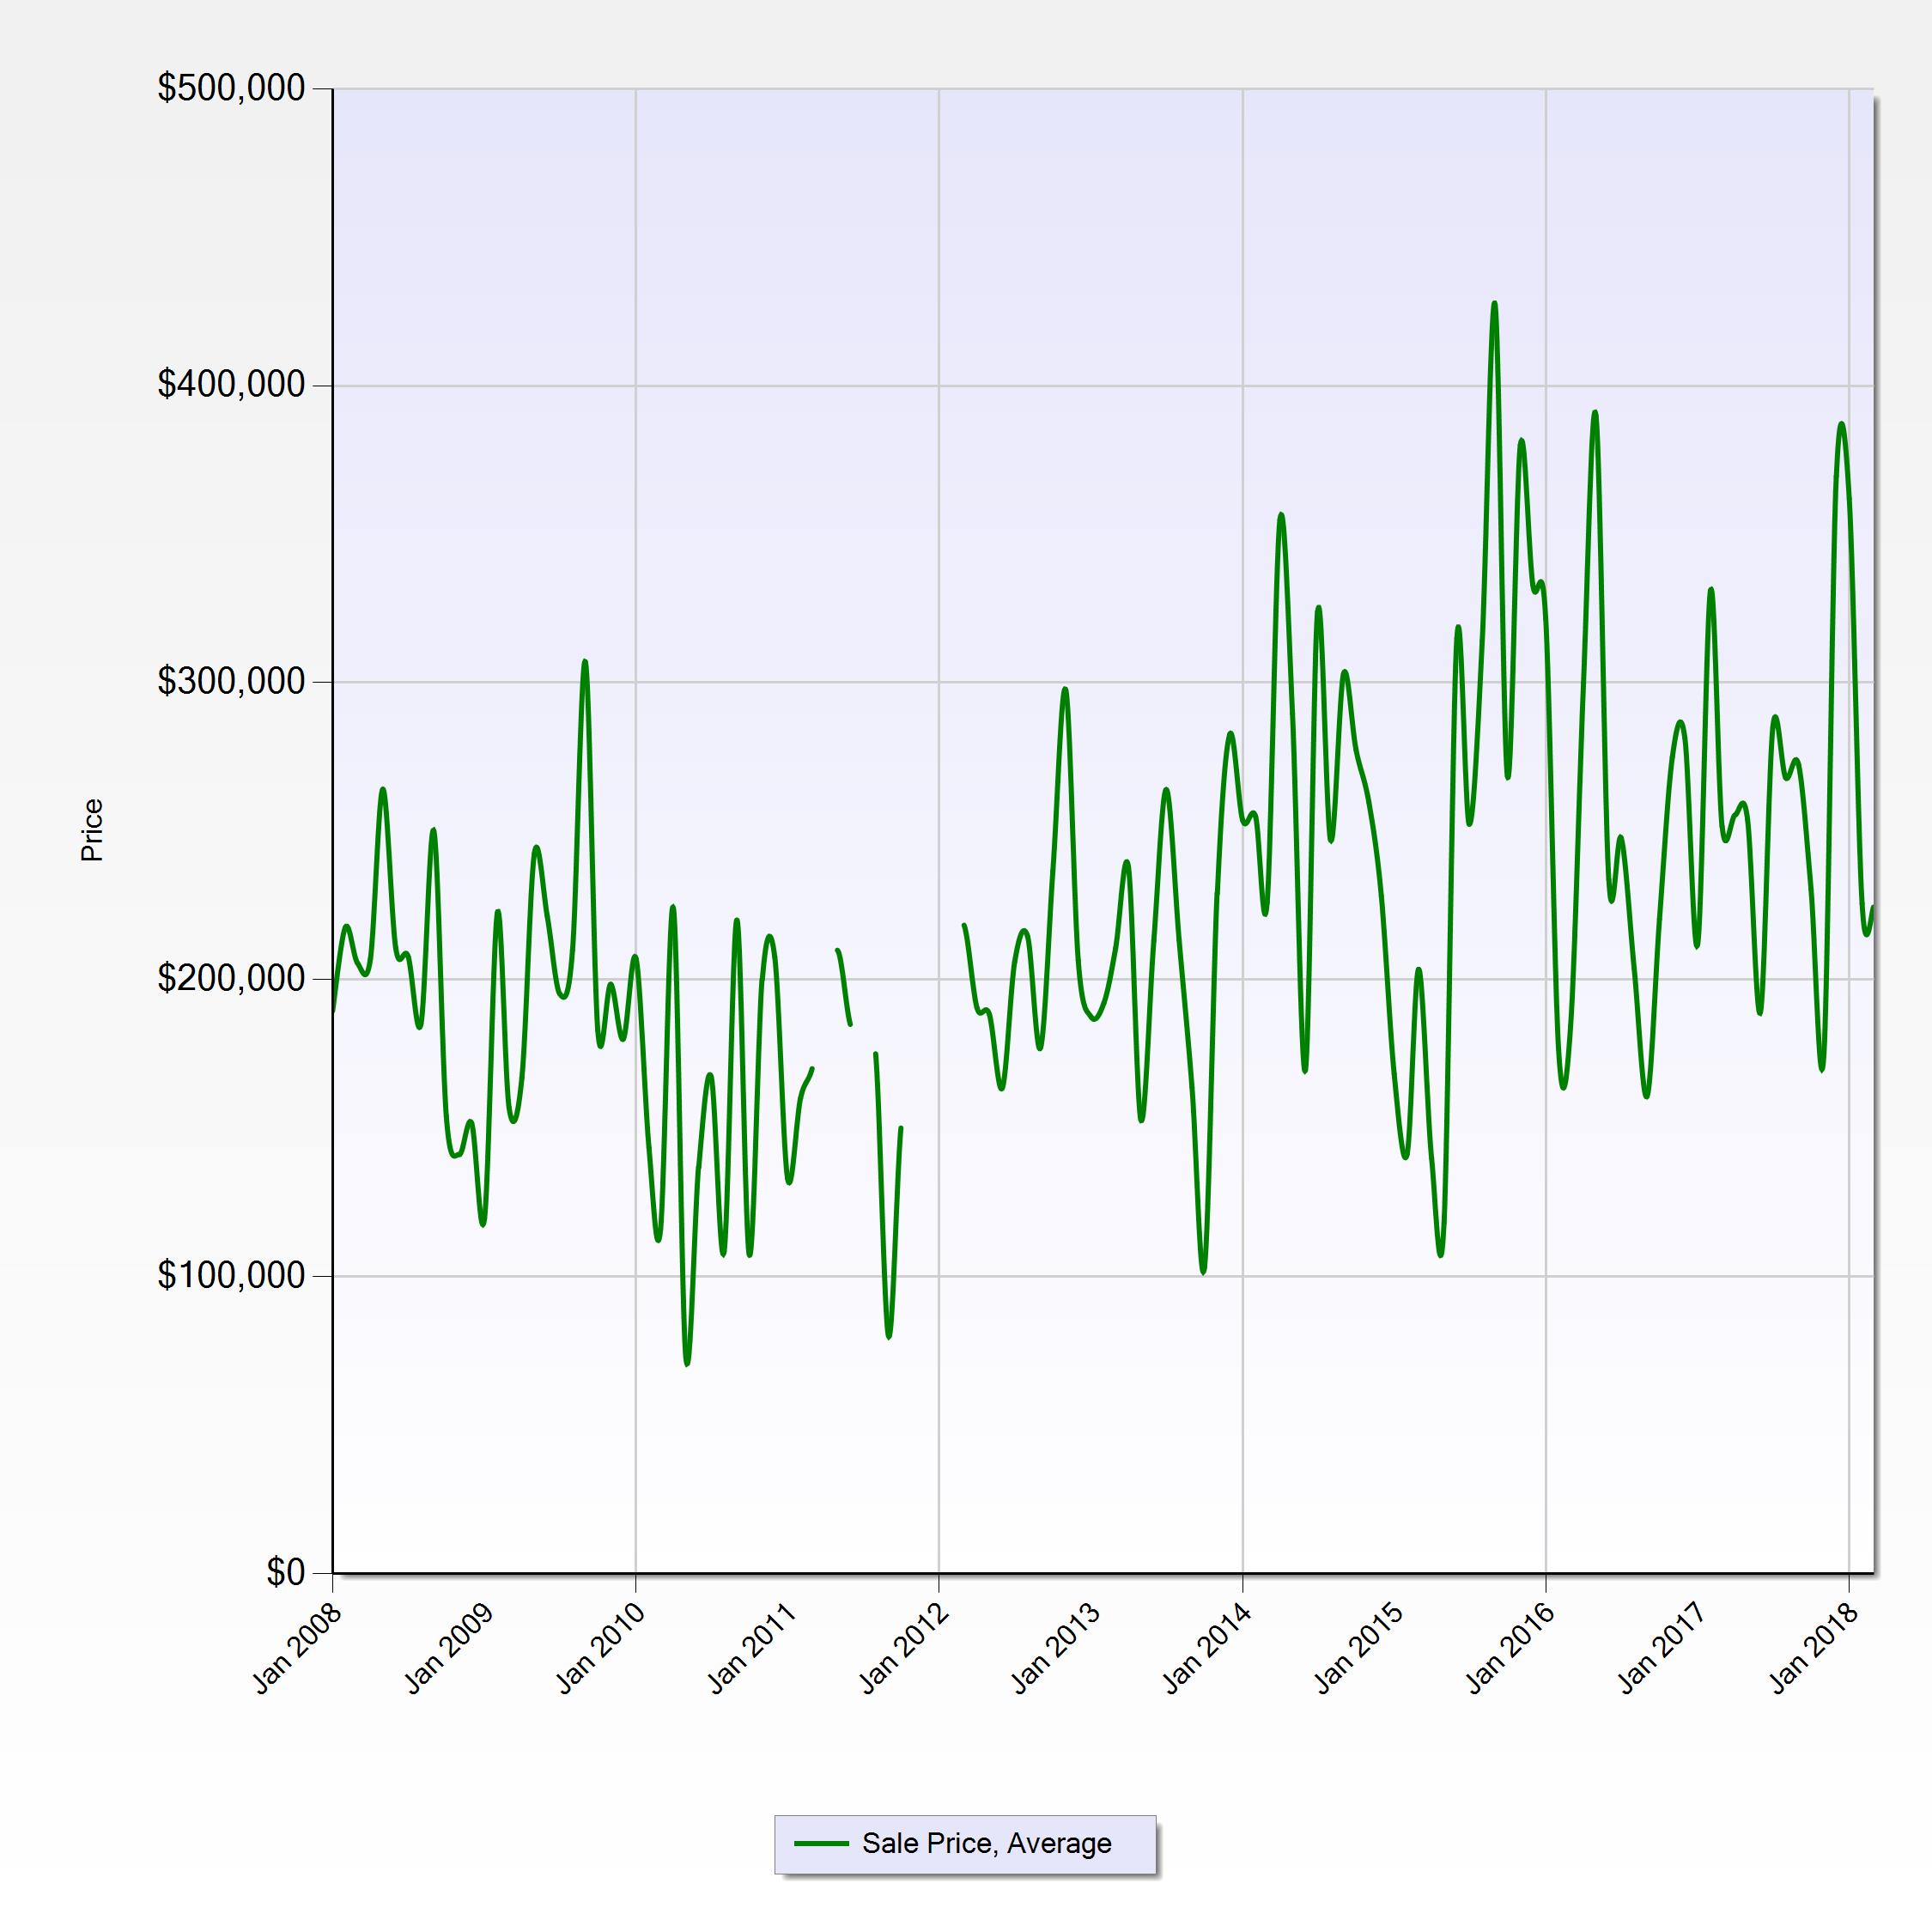 $500,000
$400,000
$300,000
$200,000
$100,000
$0
Price
Jan 2008
Jan 2009
Jan 2010
Jan 2011
Jan 2012
Jan 2013
Jan 2014
Jan 2015
Jan 2016
Jan 2017
Jan 2018
Sale Price, Average